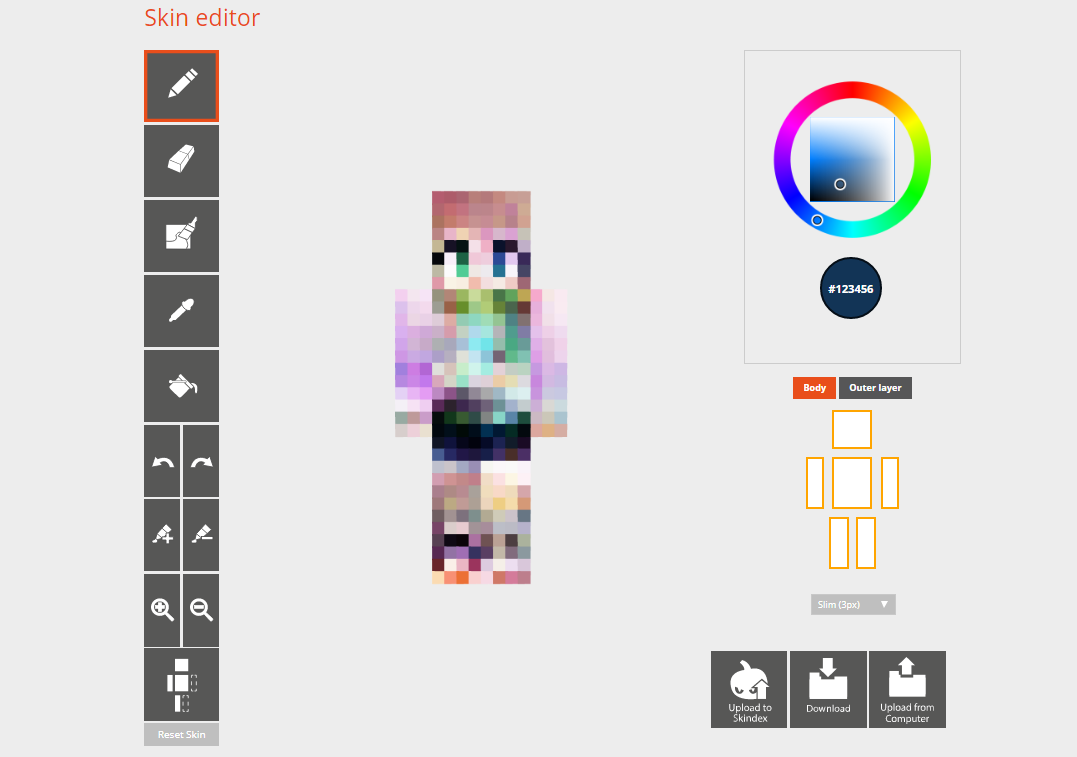 Skin editor
#123456
Body
Outer layer
Slim (3px)
Upload to
Skindex
Download
Upload from
Computer
Reset Skin